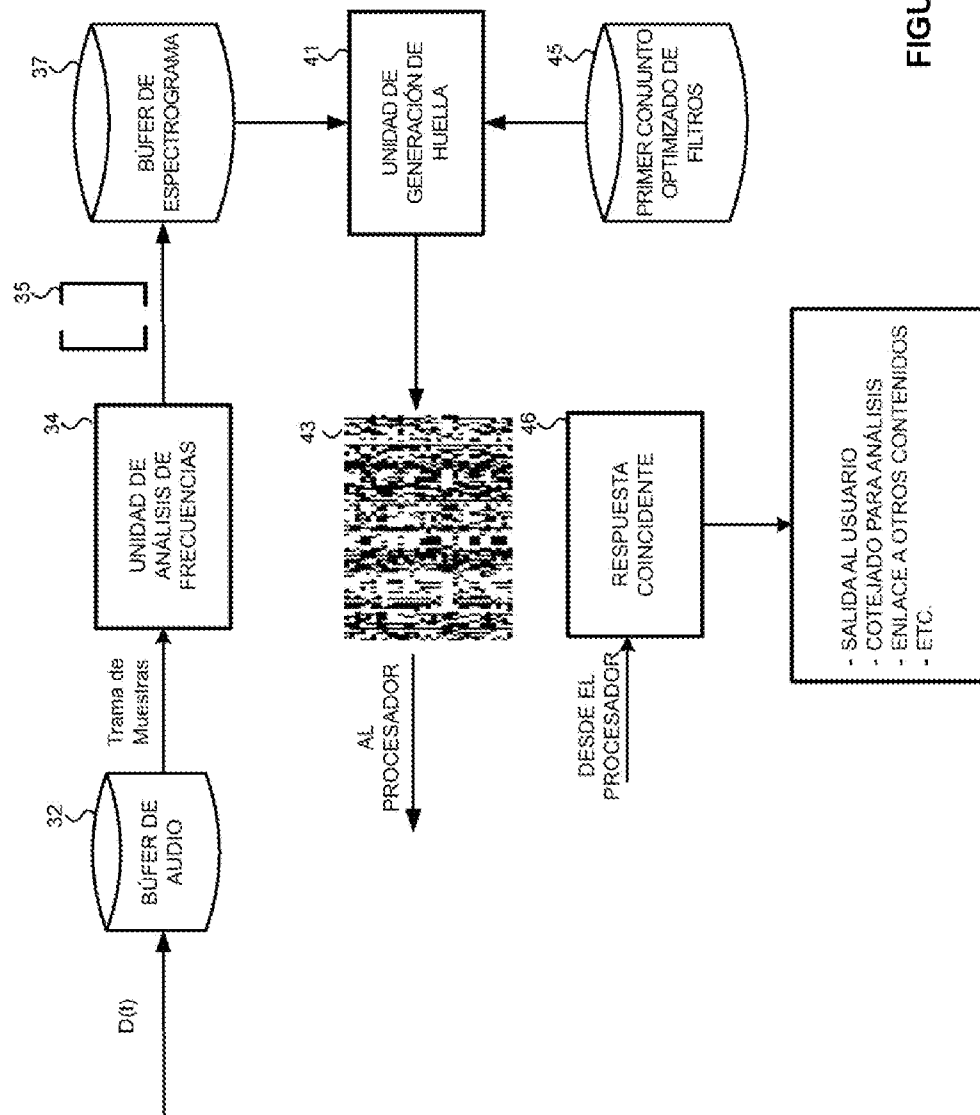 D(t)
32
BÚFER DE
AUDIO
Trama de
Muestras
34
UNIDAD DE
ANÁLISIS DE
FRECUENCIAS
35
37
BÚFER DE
ESPECTROGRAMA
41
UNIDAD DE
GENERACIÓN DE
HUELLA
45
PRIMER CONJUNTO
OPTIMIZADO DE
FILTROS
43
AL
PROCESADOR
DESDE EL
PROCESADOR
46
RESPUESTA
COINCIDENTE
- SALIDA AL USUARIO
- COTEJADO PARA ANÁLISIS
- ENLACE A OTROS CONTENIDOS
- ETC.